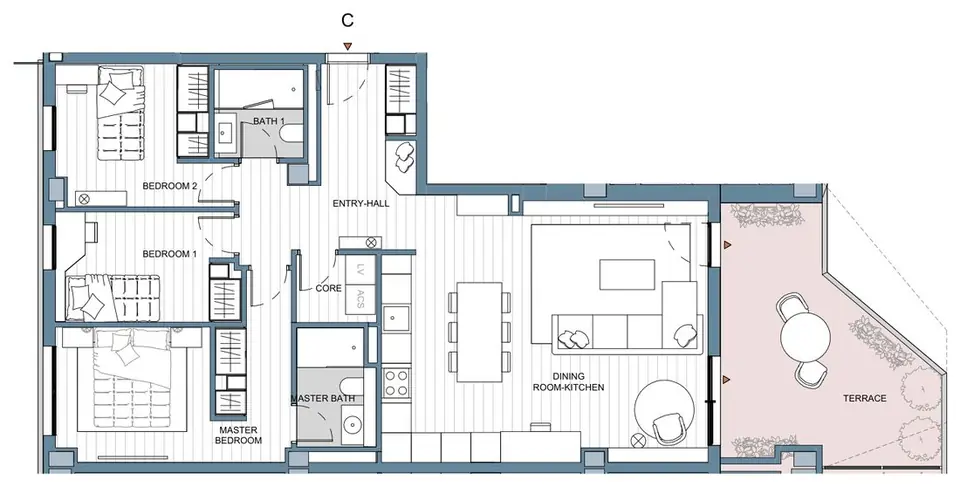 C
BATH 1
BEDROOM 2
ENTRY-HALL
BEDROOM 1
LV
CORE
ACS
DINING
ROOM-KITCHEN
MASTER BATH
TERRACE
MASTER
BEDROOM